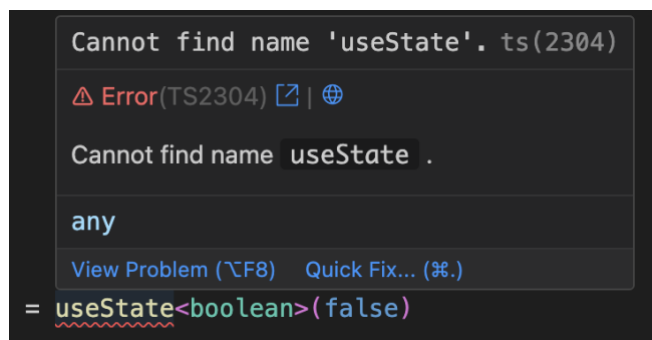 Cannot find name 'useState'. ts(2304)
Error(TS2304) |
Cannot find name useState .
any
View Problem (⌥F8) Quick Fix... (⌘.)
= useState<boolean>(false)